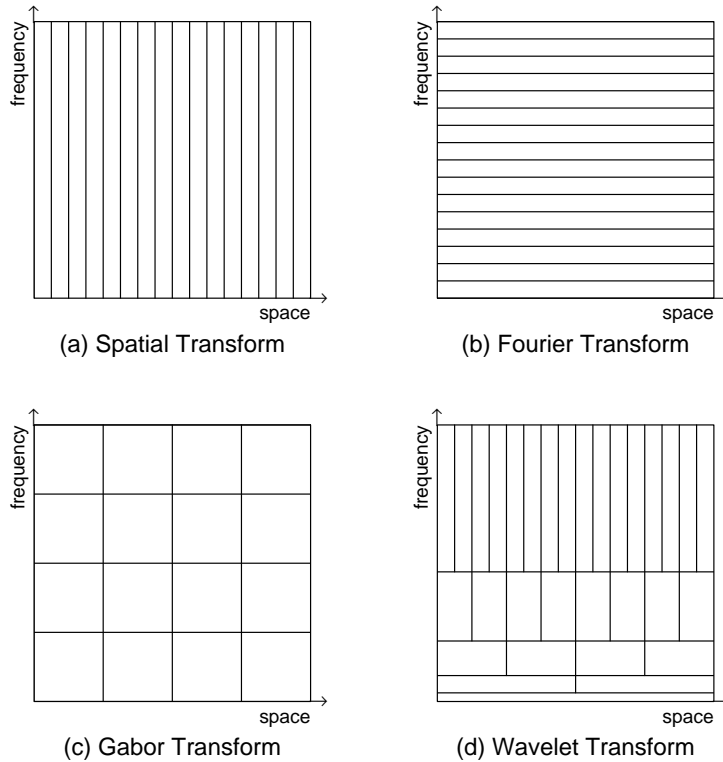 frequency
space
(a) Spatial Transform
frequency
space
(b) Fourier Transform
frequency
space
(c) Gabor Transform
frequency
space
(d) Wavelet Transform